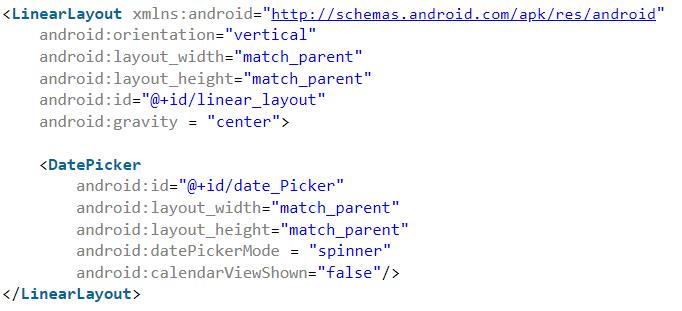 <LinearLayout xmlns:android="http://schemas.android.com/apk/res/android"
    android:orientation="vertical"
    android:layout_width="match_parent"
    android:layout_height="match_parent"
    android:id="@+id/linear_layout"
    android:gravity = "center">

    <DatePicker
        android:id="@+id/date_Picker"
        android:layout_width="match_parent"
        android:layout_height="match_parent"
        android:datePickerMode = "spinner"
        android:calendarViewShown="false"/>
</LinearLayout>